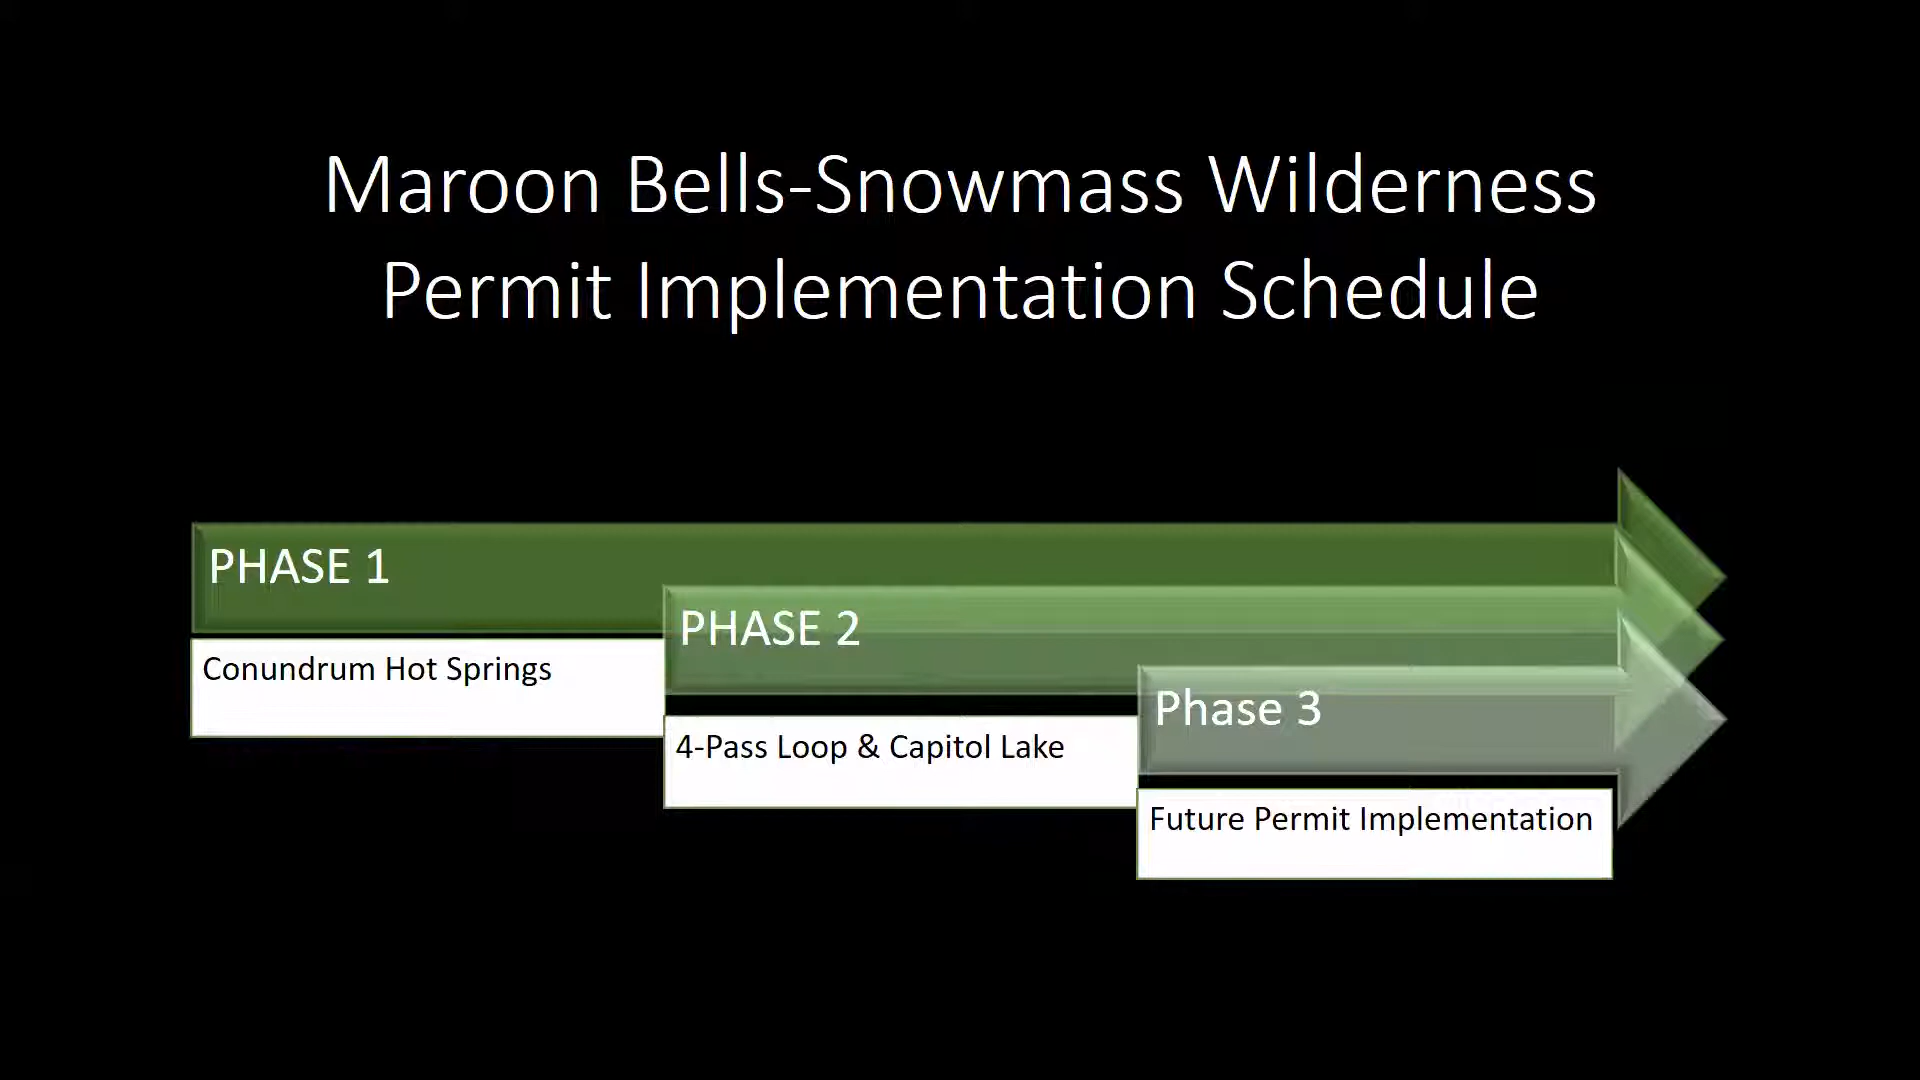 Maroon Bells-Snowmass Wilderness
Permit Implementation Schedule
PHASE 1
Conundrum Hot Springs
PHASE 2
4-Pass Loop & Capitol Lake
Phase 3
Future Permit Implementation